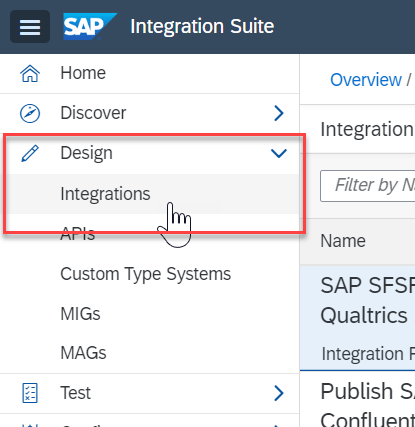 SAP Integration Suite
Home
Discover
Design
Integrations
APIs
Custom Type Systems
MIGs
MAGs
Test
Overview /
Integration
Filter by
Name
SAP SFSF
Qualtrics
Integration
Publish
Confluent